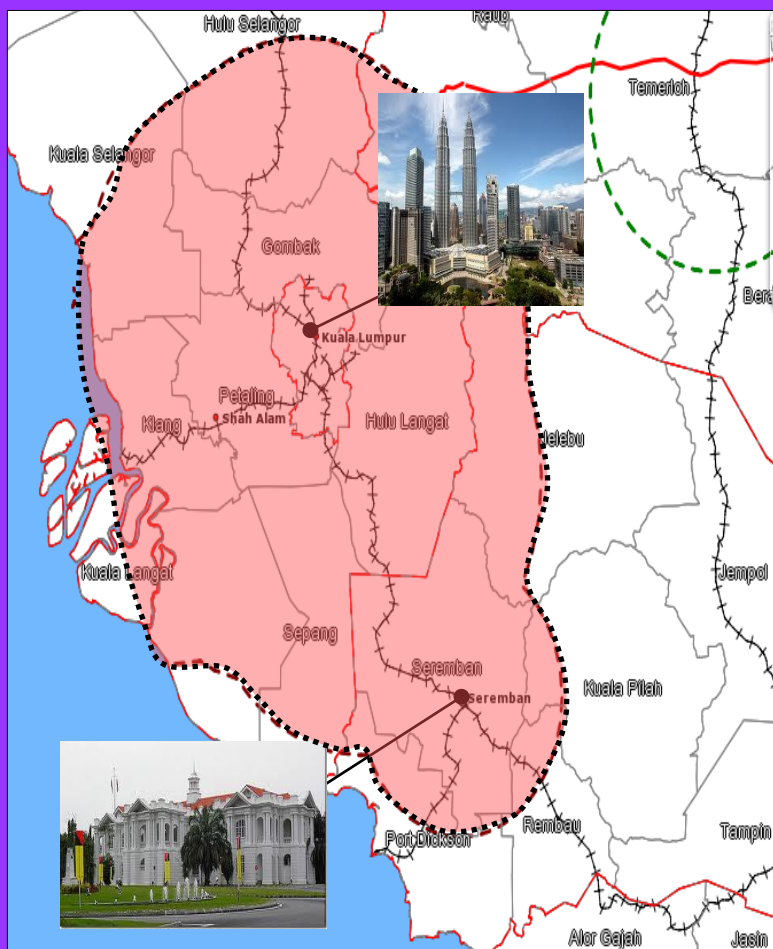 Raub
Hulu Selangor
Temerloh
Kuala Selangor
Gombak
Bera
Kuala Lumpur
Petaling
Shah Alam
Klang
Hulu Langat
Jelebu
Kuala Langat
Jempol
Sepang
Seremban
Kuala Pilah
Seremban
Rembau
Tampin
Port Dickson
Alor Gajah
Jasin